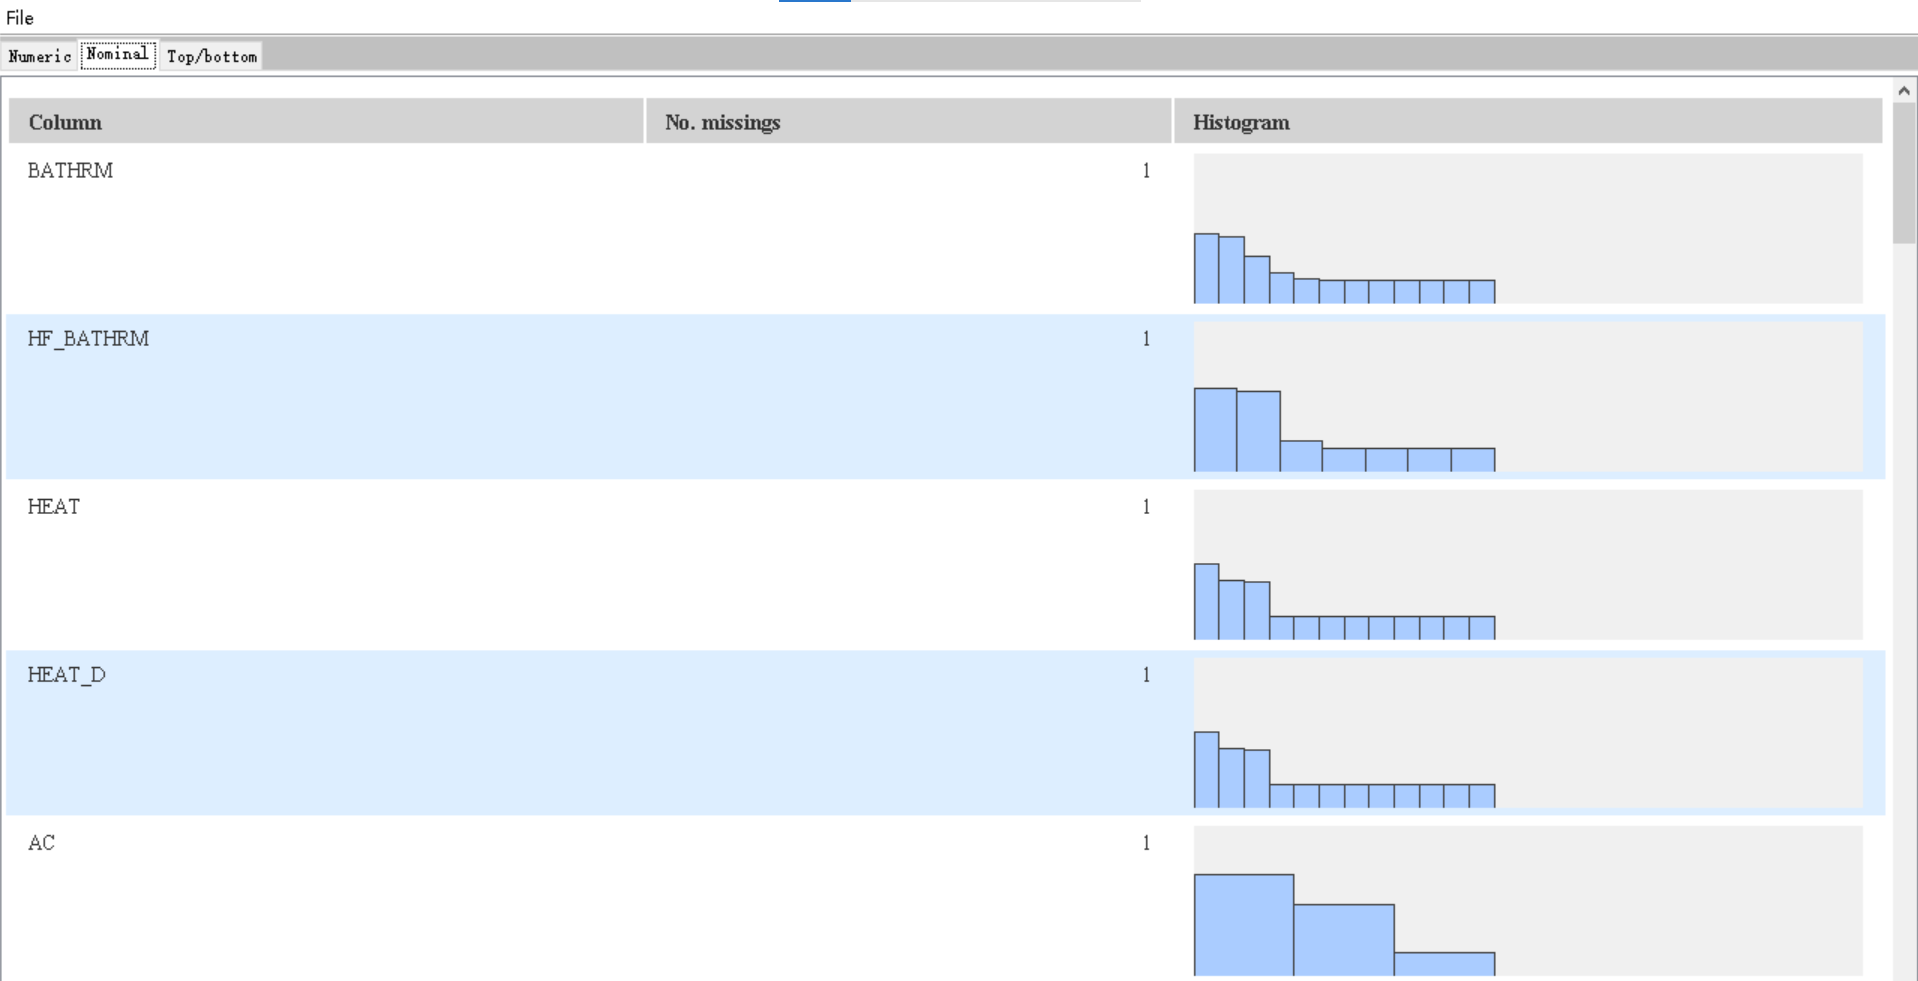 File
Numeric Nominal Top/bottom
Column No. missings Histogram
BATHRM 1
HF_BATHRM 1
HEAT 1
HEAT_D 1
AC 1